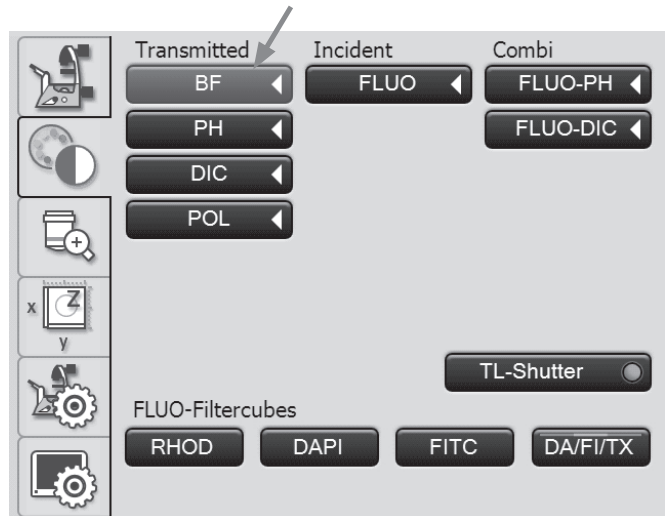 Transmitted Incident Combi
BF FLUO FLUO-PH
PH FLUO-DIC
DIC
POL
x Z
y
TL-Shutter
FLUO-Filtercubes
RHOD DAPI FITC DA/FI/TX